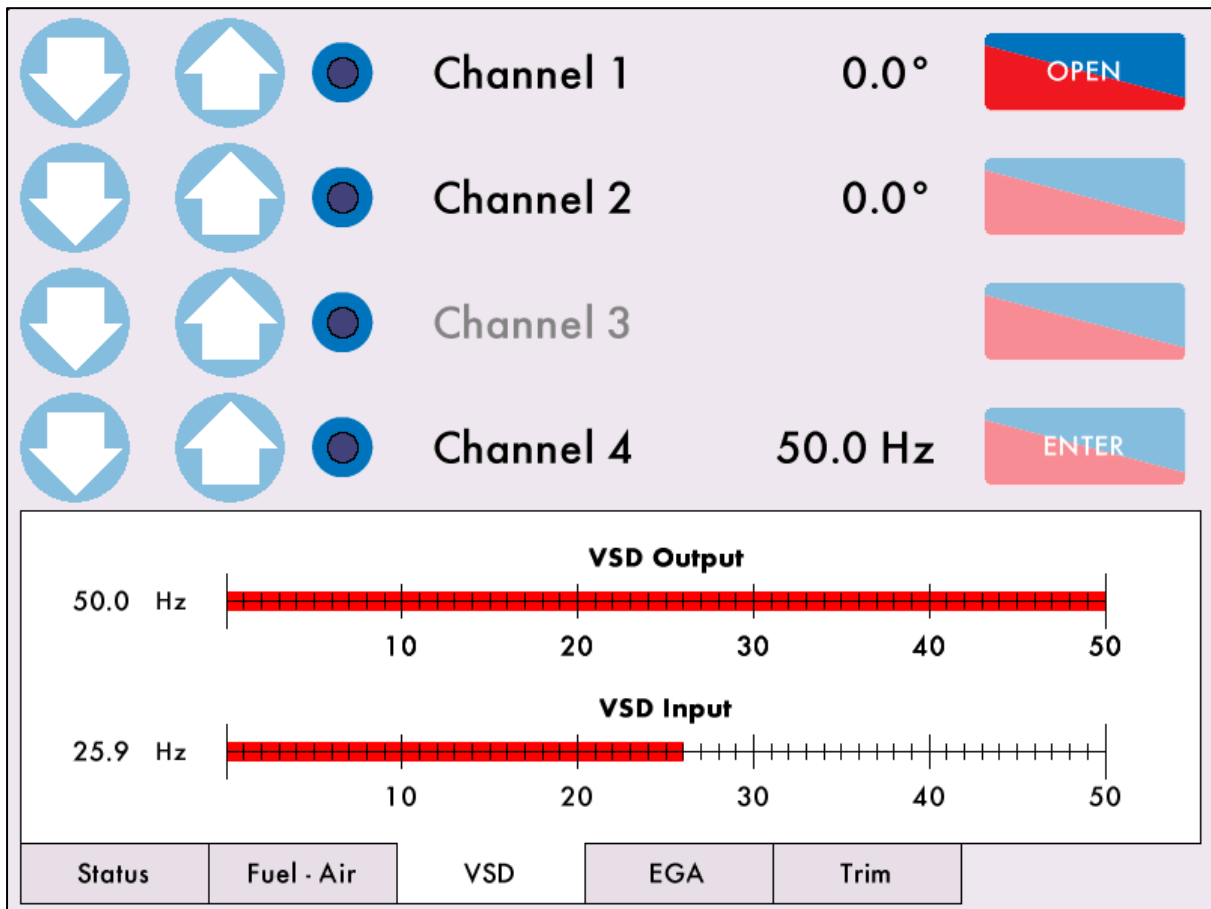 Channel 1 0.0° OPEN
Channel 2 0.0°
Channel 3
Channel 4 50.0 Hz ENTER
VSD Output
50.0 Hz
10 20 30 40 50
VSD Input
25.9 Hz
10 20 30 40 50
Status Fuel - Air VSD EGA Trim